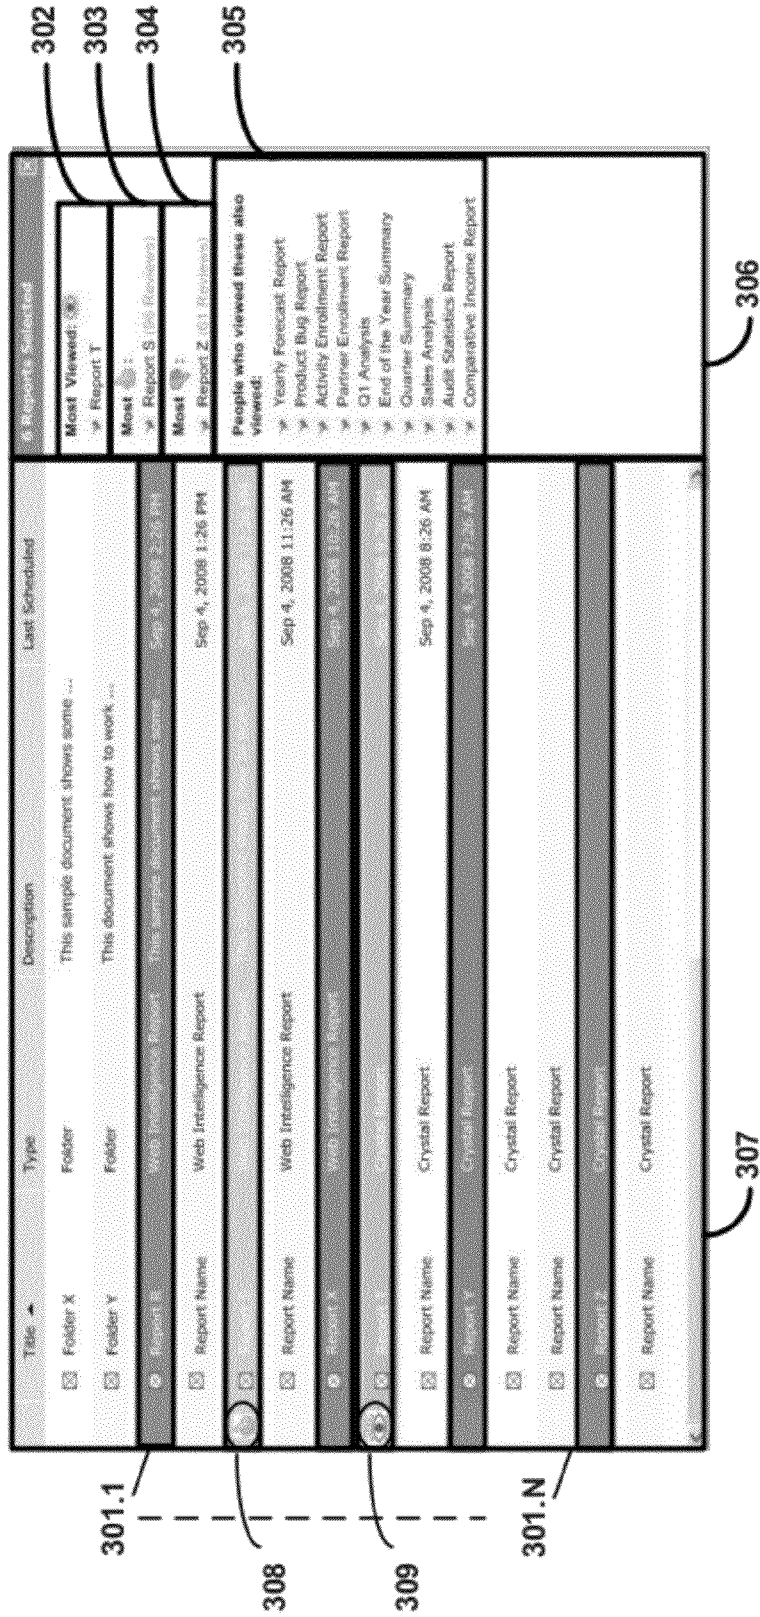 302
303
304
305
306
307
308
309
301.1
301.N
Title
Type
Description
Last Scheduled
6 Reports Selected
Folder X
Folder
This sample document shows some ...
Folder Y
Folder
This document shows how to work ...
Report R
Web Intelligence Report
This sample document shows some
Sep 4, 2008 2:26 PM
Report Name
Web Intelligence Report
Sep 4, 2008 1:26 PM
Report Name
Web Intelligence Report
Sep 4, 2008 11:26 AM
Report X
Web Intelligence Report
Sep 4, 2008 10:26 AM
Report Name
Crystal Report
Sep 4, 2008 8:26 AM
Report Y
Crystal Report
Sep 4, 2008 7:26 AM
Report Name
Crystal Report
Report Name
Crystal Report
Report Z
Crystal Report
Report Name
Crystal Report
Most Viewed:
Report T
Most :
Report S (96 Reviews)
Most :
Report Z (61 Reviews)
People who viewed these also
viewed:
Yearly Forecast Report
Product Bug Report
Activity Enrollment Report
Partner Enrollment Report
Q1 Analysis
End of the Year Summary
Quarter Summary
Sales Analysis
Audit Statistics Report
Comparative Income Report